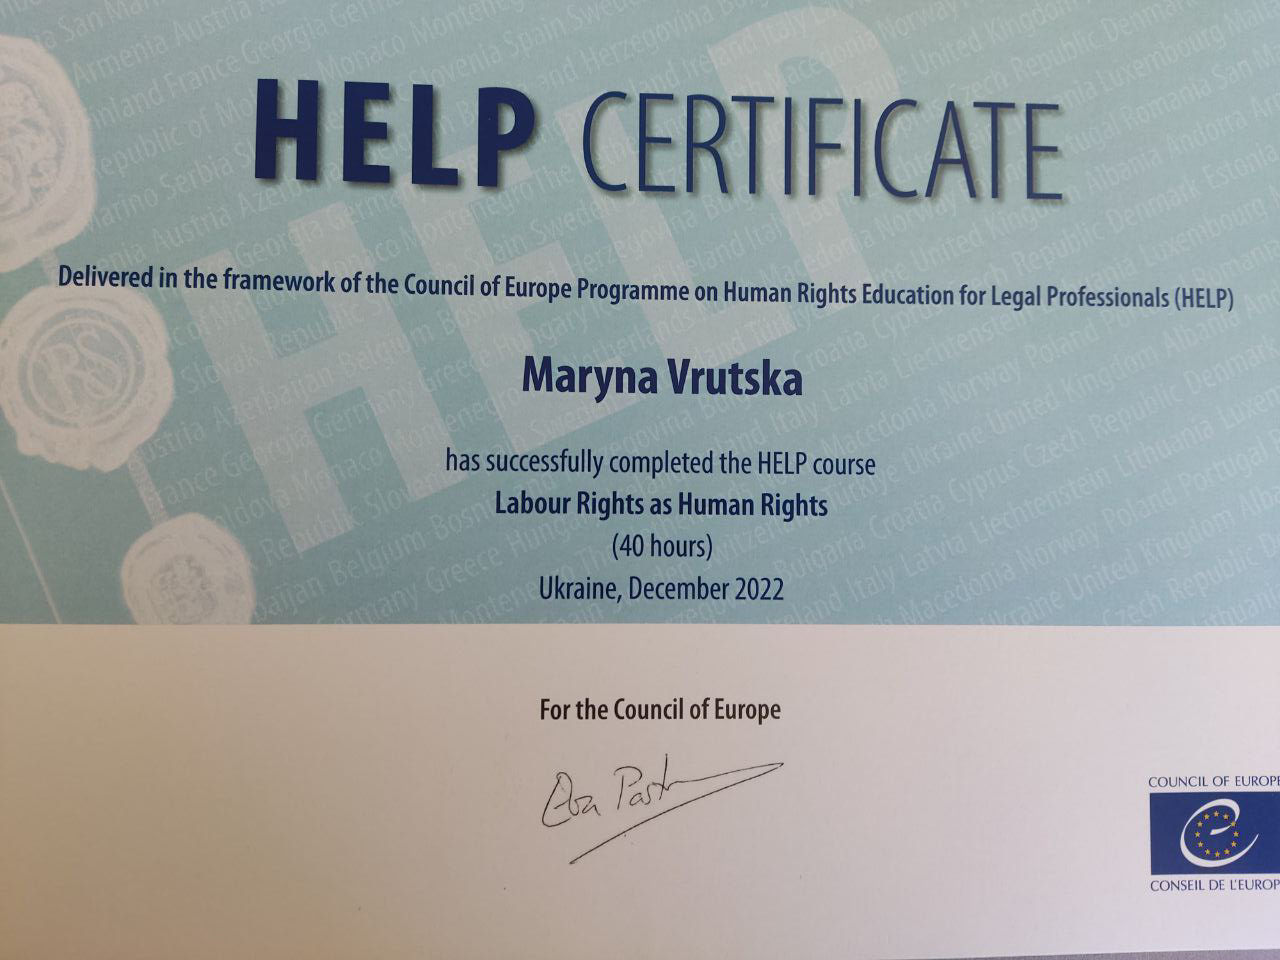 HELP CERTIFICATE
Delivered in the framework of the Council of Europe Programme on Human Rights Education for Legal Professionals (HELP)
Maryna Vrutska
has successfully completed the HELP course
Labour Rights as Human Rights
(40 hours)
Ukraine, December 2022
For the Council of Europe
COUNCIL OF EUROPE
CONSEIL DE L'EUROP